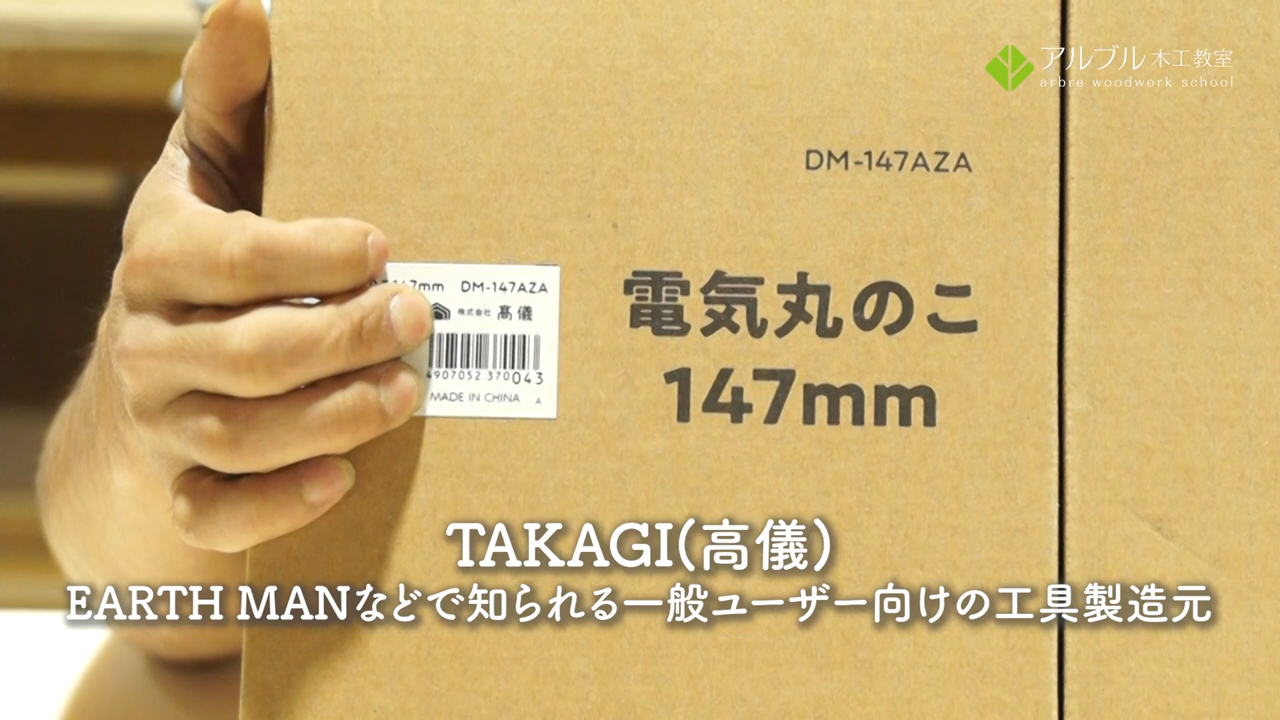 アルブル木工教室
arbre woodwork school
DM-147AZA
電気丸のこ
147mm
147mm DM-147AZA
株式会社 髙儀
4907052 370043
MADE IN CHINA A
TAKAGI(高儀)
EARTH MANなどで知られる一般ユーザー向けの工具製造元